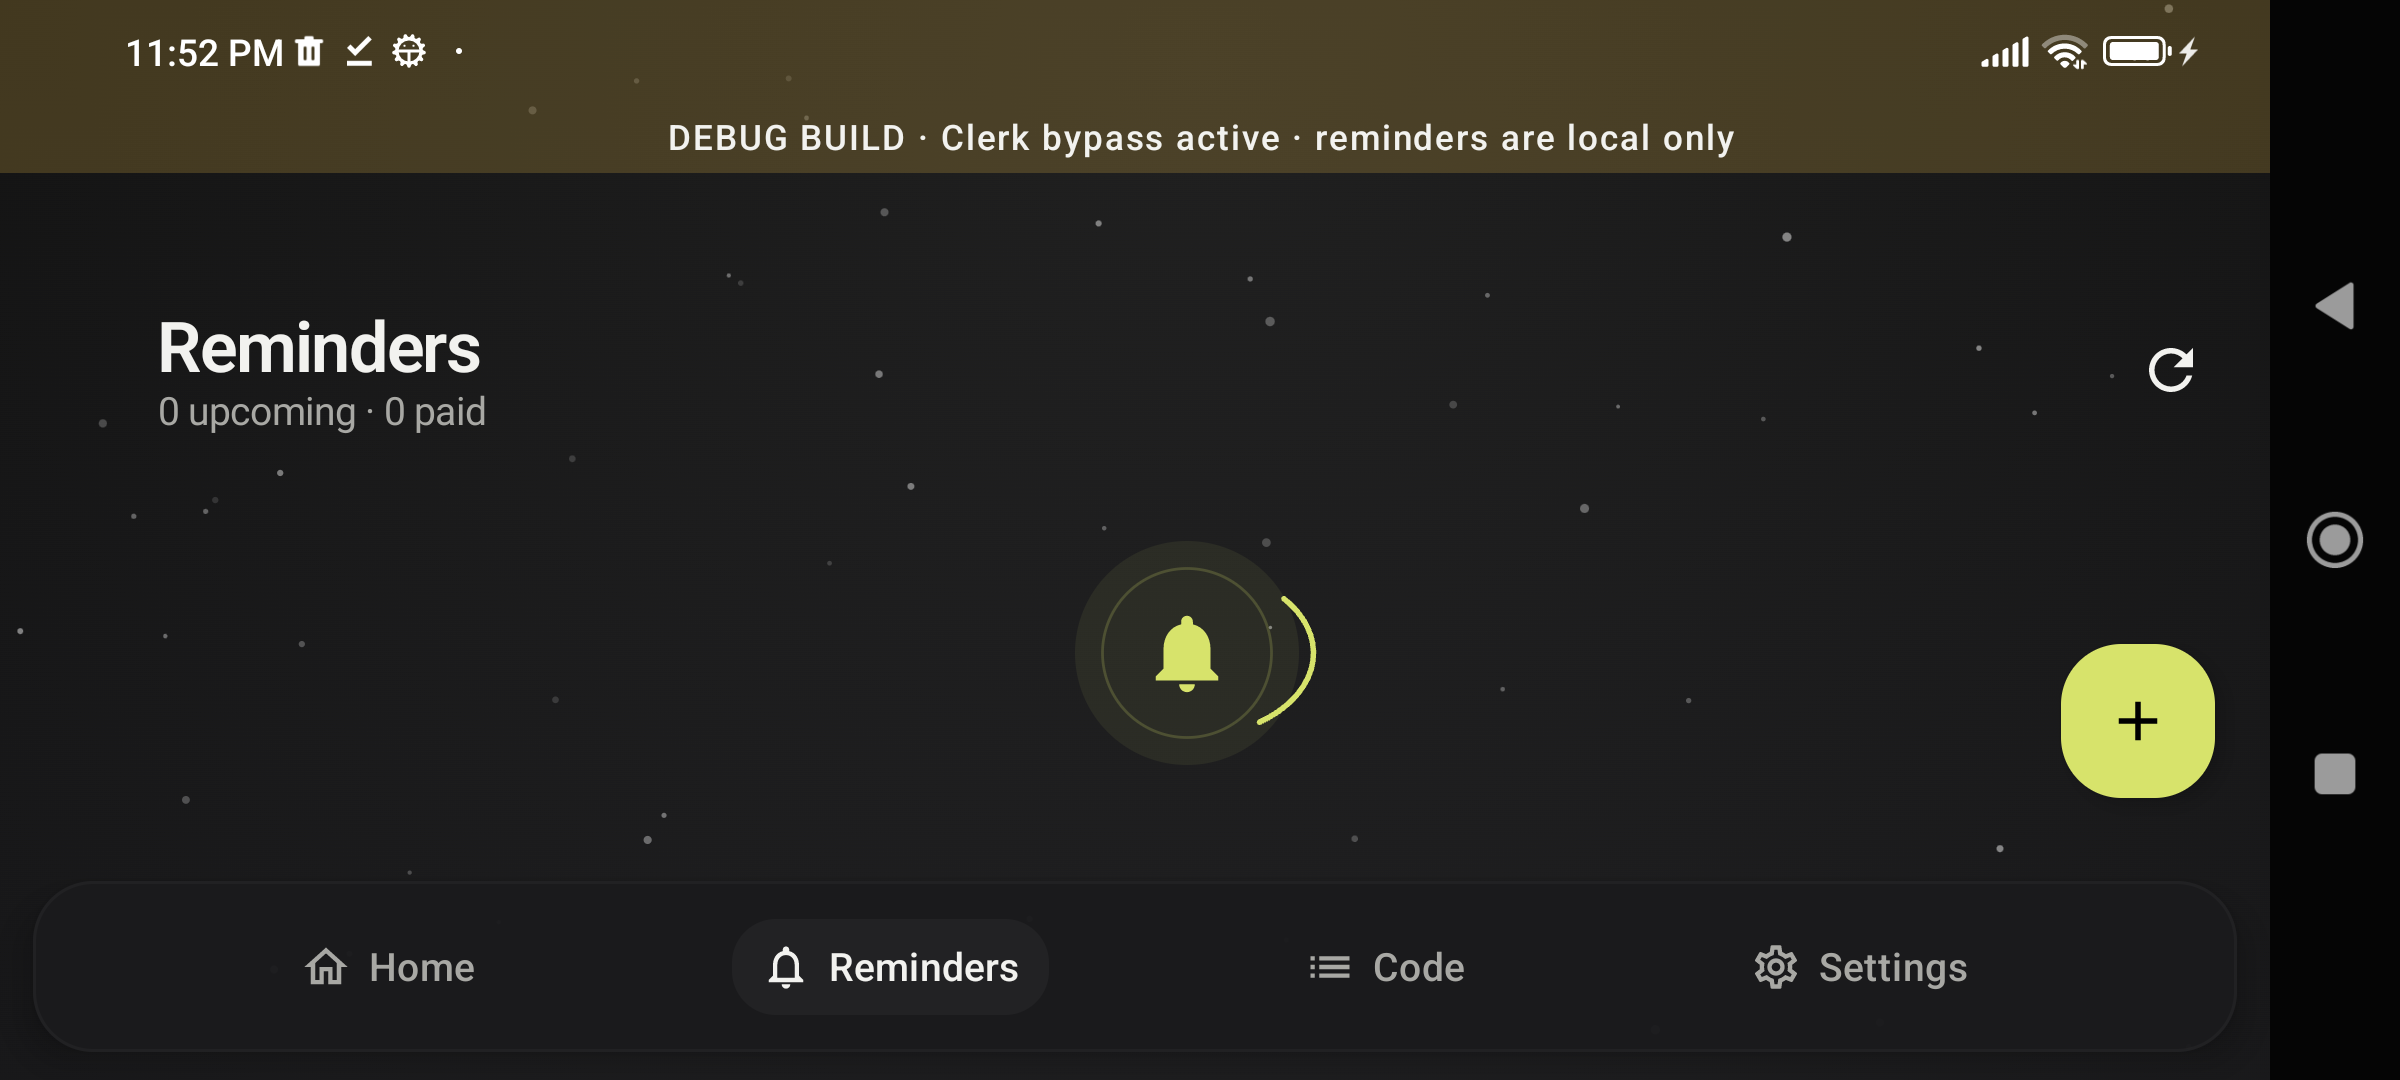 11:52 PM
DEBUG BUILD · Clerk bypass active · reminders are local only
Reminders
0 upcoming · 0 paid
Home
Reminders
Code
Settings